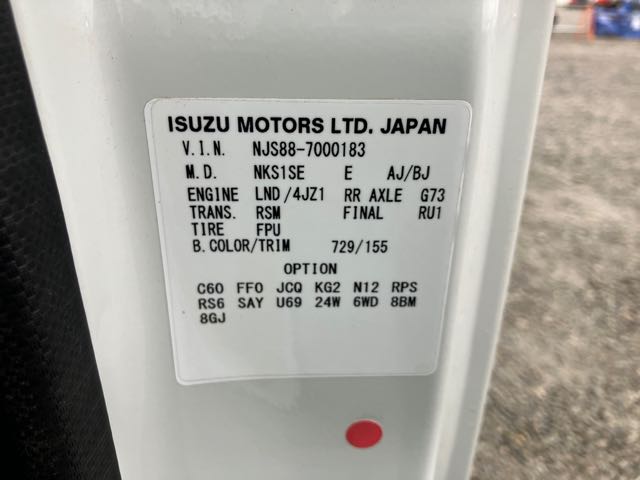 ISUZU MOTORS LTD. JAPAN
V.I.N. NJS88-7000183
M.D. NKS1SE E AJ/BJ
ENGINE LND/4JZ1 RR AXLE G73
TRANS. RSM FINAL RU1
TIRE FPU
B.COLOR/TRIM 729/155
OPTION
C60 FF0 JCQ KG2 N12 RPS
RS6 SAY U69 24W 6WD 8BM
8GJ